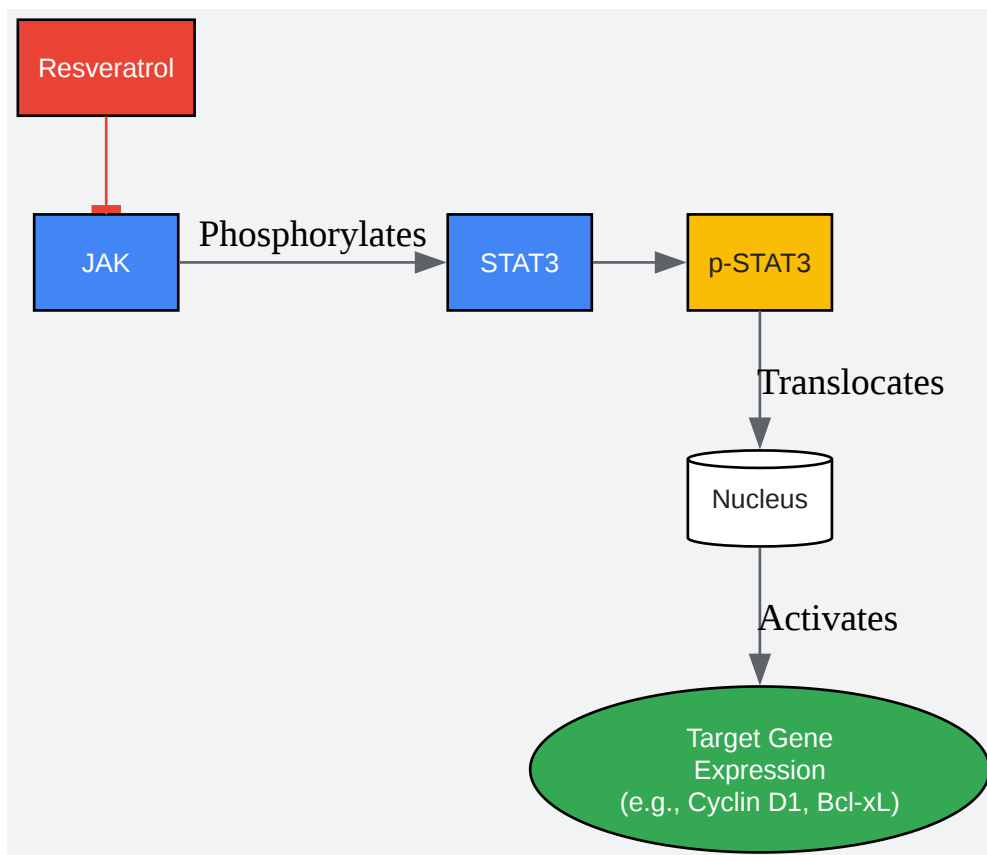 Resveratrol
Phosphorylates
JAK
STAT3
p-STAT3
Translocates
Nucleus
Activates
Target Gene
Expression
(e.g., Cyclin D1, Bcl-xL)